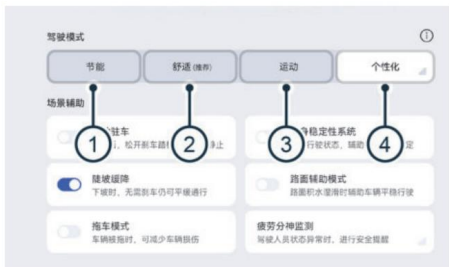 驾驶模式
节能 舒适(推荐) 运动 个性化
场景辅助
驻车 稳定性系统
松开刹车踏 止 行驶状态，辅助 定
1 2 3 4
陡坡缓降 路面辅助模式
下坡时，无需刹车仍可平缓通行 路面积水湿滑时辅助车辆平稳行驶
拖车模式 疲劳分神监测
车辆被拖时，可减少车辆损伤 驾驶人员状态异常时，进行安全提醒